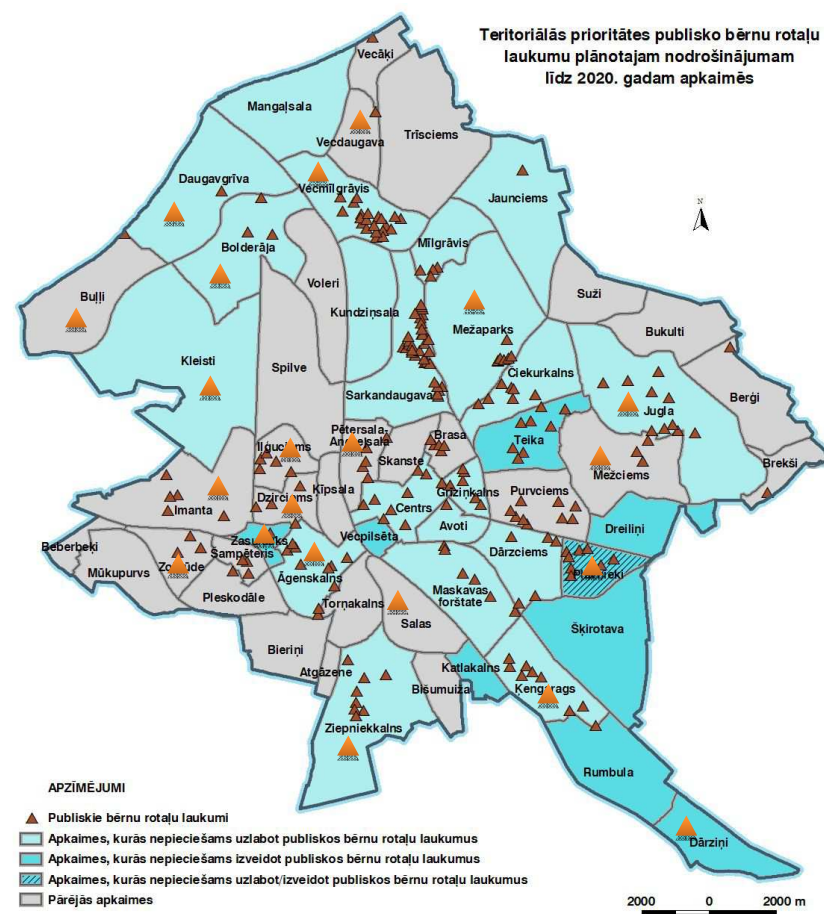 Teritoriālās prioritātes publisko bērnu rotaļu
laukumu plānotajam nodrošinājumam
līdz 2020. gadam apkaimēs
Vecāķi
Mangaļsala
Trīsciems
Vecdaugava
N
Daugavgrīva
Vecmīlgrāvis
Jaunciems
Bolderāja
Mīlgrāvis
Voleri
Buļļi
Suži
Kundziņsala
Mežaparks
Bukulti
Kleisti
Čiekurkalns
Spilve
Berģi
Sarkandaugava
Jugla
Pētersala-
Andrejsala
Brasa
Teika
Iļģuciems
Skanste
Brekši
Mežciems
Dzirciems
Ķīpsala
Grīziņkalns
Purvciems
Imanta
Centrs
Avoti
Dreiliņi
Beberbeķi
Vecpilsēta
Dārzciems
Šampēteris
Āgenskalns
Mūkupurvs
Maskavas
forštate
Pleskodāle
Torņakalns
Salas
Šķirotava
Bieriņi
Atgāzene
Katlakalns
Bišumuiža
Ķengarags
Ziepniekkalns
Rumbula
Dārziņi
APZĪMĒJUMI
Publiskie bērnu rotaļu laukumi
Apkaimes, kurās nepieciešams uzlabot publiskos bērnu rotaļu laukumus
Apkaimes, kurās nepieciešams izveidot publiskos bērnu rotaļu laukumus
Apkaimes, kurās nepieciešams uzlabot/izveidot publiskos bērnu rotaļu laukumus
Pārējās apkaimes
2000 0 2000 m